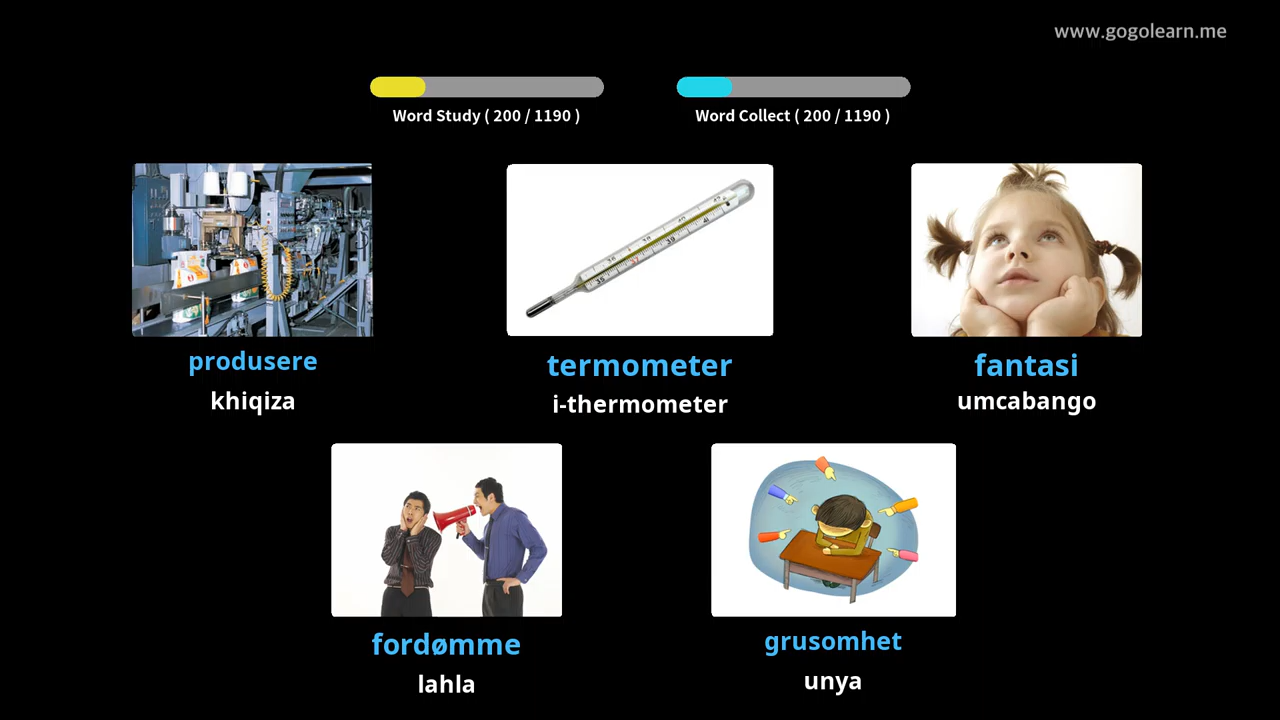 www.gogolearn.me
Word Study ( 200 / 1190 )
Word Collect ( 200 / 1190 )
produsere
khiqiza
termometer
i-thermometer
fantasi
umcabango
fordømme
lahla
grusomhet
unya